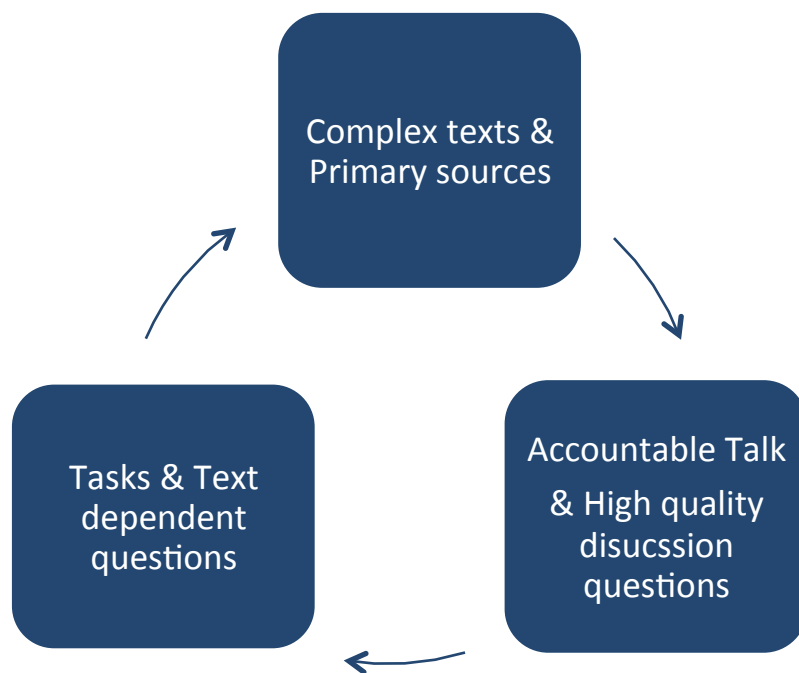 Complex texts &
Primary sources
Accountable Talk
& High quality
disucssion
questions
Tasks & Text
dependent
questions